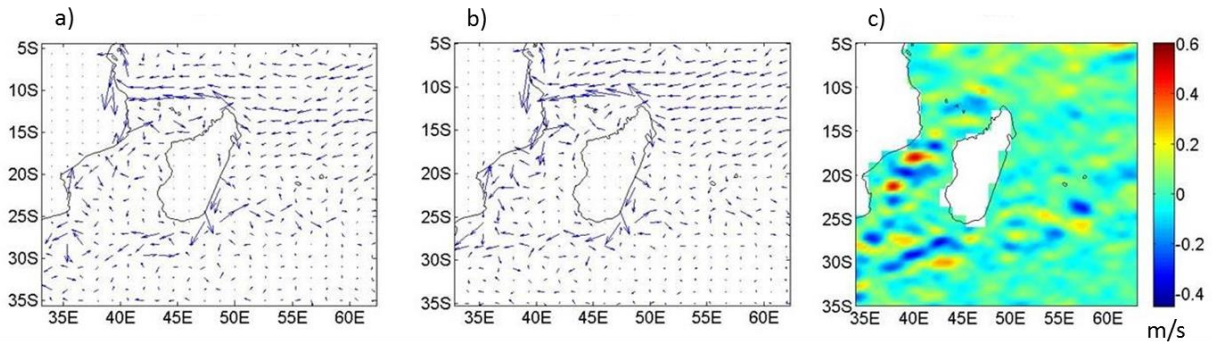 a) b) c)
5S 5S 5S 0.6
10S 10S 10S 0.4
15S 15S 15S 0.2
20S 20S 20S 0
25S 25S 25S -0.2
30S 30S 30S -0.4
35S 35S 35S
35E 40E 45E 50E 55E 60E 35E 40E 45E 50E 55E 60E 35E 40E 45E 50E 55E 60E
m/s